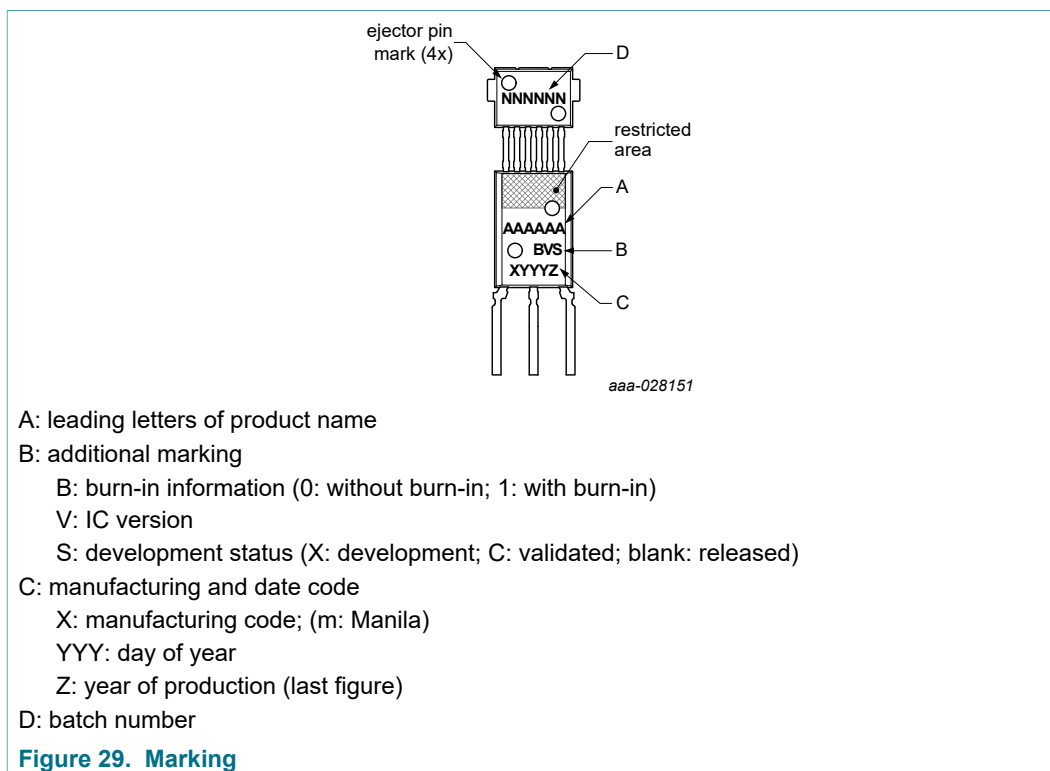 ejector pin
mark (4x)
D
NNNNNN
restricted
area
A
AAAAAA
BVS
B
XYYYZ
C
aaa-028151
A: leading letters of product name
B: additional marking
B: burn-in information (0: without burn-in; 1: with burn-in)
V: IC version
S: development status (X: development; C: validated; blank: released)
C: manufacturing and date code
X: manufacturing code; (m: Manila)
YYY: day of year
Z: year of production (last figure)
D: batch number
Figure 29. Marking